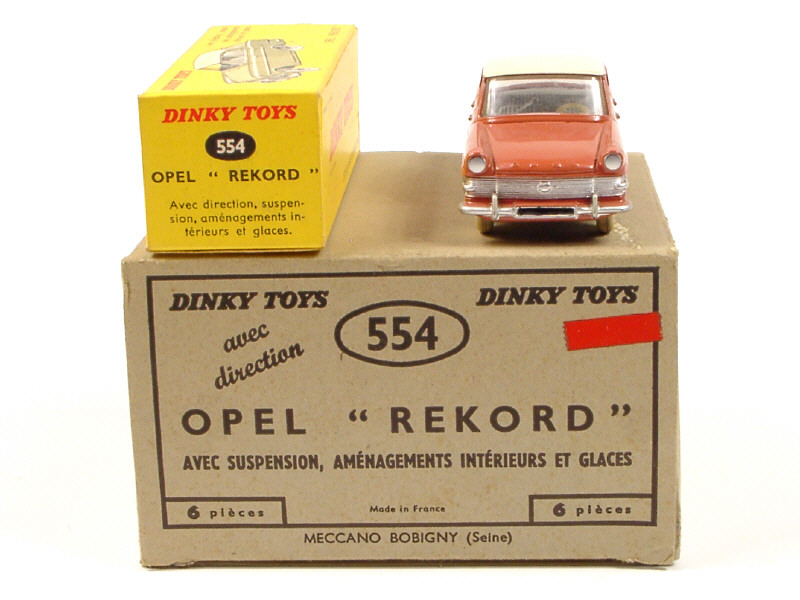 DINKY TOYS
DINKY TOYS
554
OPEL “ REKORD ”
Avec direction, suspen-
sion, aménagements in-
térieurs et glaces.
DINKY TOYS
DINKY TOYS
avec
direction
554
OPEL “ REKORD ”
AVEC SUSPENSION, AMÉNAGEMENTS INTÉRIEURS ET GLACES
6 pièces
Made in France
6 pièces
MECCANO BOBIGNY (Seine)